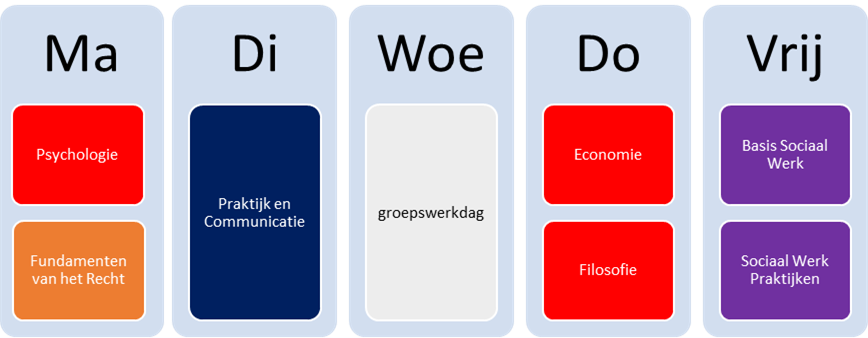 Ma
Psychologie
Fundamenten
van het Recht
Di
Praktijk en
Communicatie
Woe
groepswerkdag
Do
Economie
Filosofie
Vrij
Basis Sociaal
Werk
Sociaal Werk
Praktijken